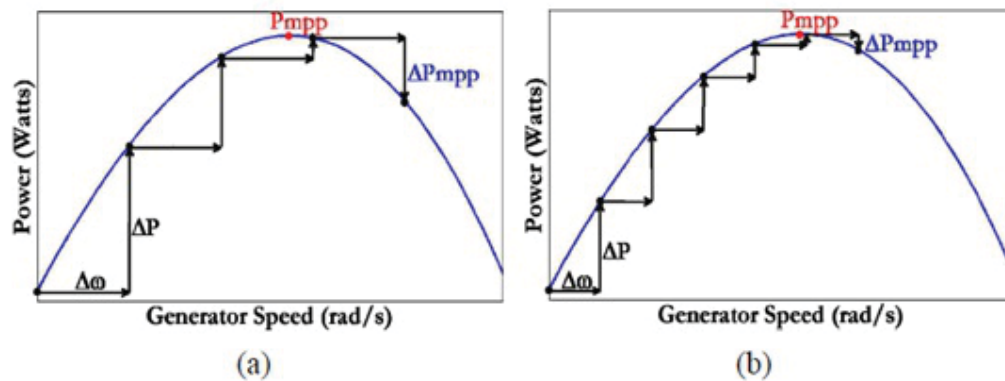 Pmpp
ΔPmpp
Power (Watts)
ΔP
Δω
Generator Speed (rad/s)
(a)
Pmpp
ΔPmpp
Power (Watts)
ΔP
Δω
Generator Speed (rad/s)
(b)